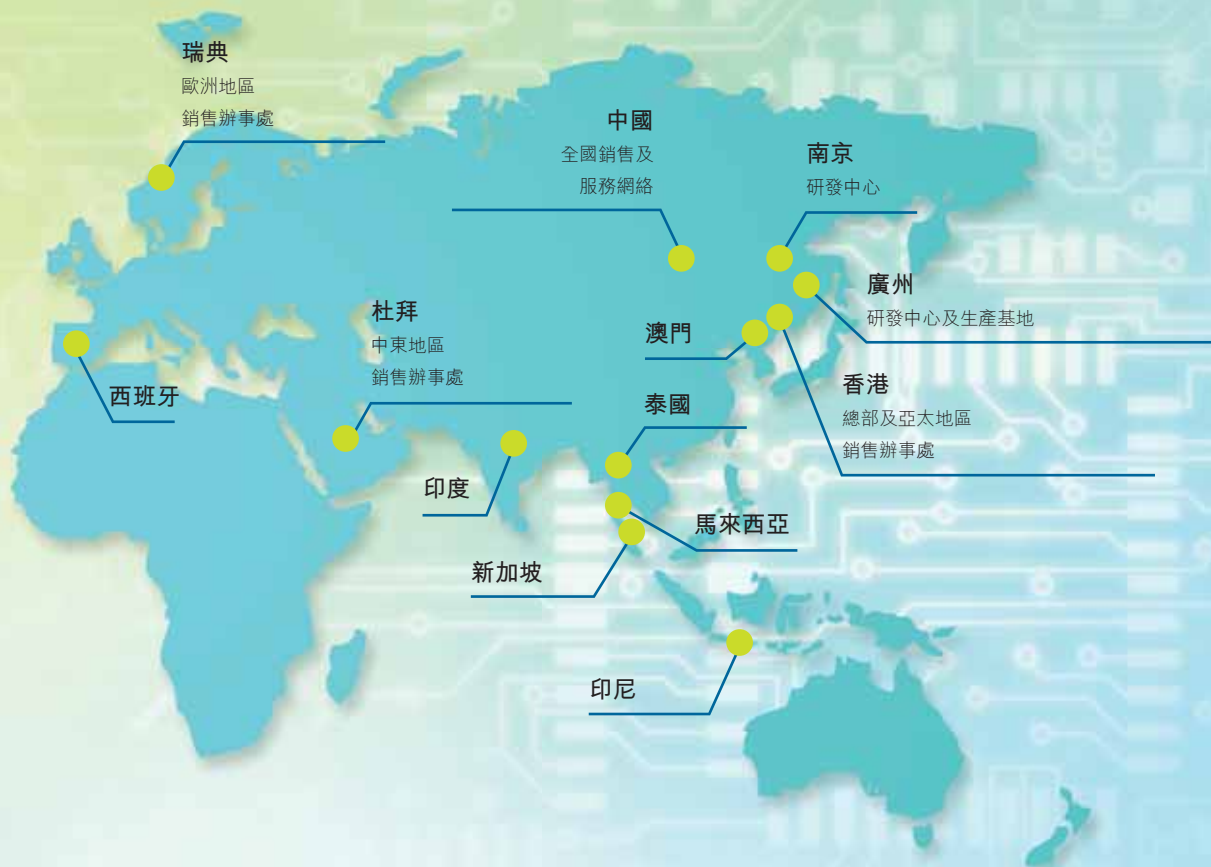 瑞典
歐洲地區
銷售辦事處
中國
全國銷售及
服務網絡
南京
研發中心
廣州
研發中心及生產基地
杜拜
中東地區
銷售辦事處
澳門
西班牙
香港
總部及亞太地區
銷售辦事處
泰國
印度
馬來西亞
新加坡
印尼